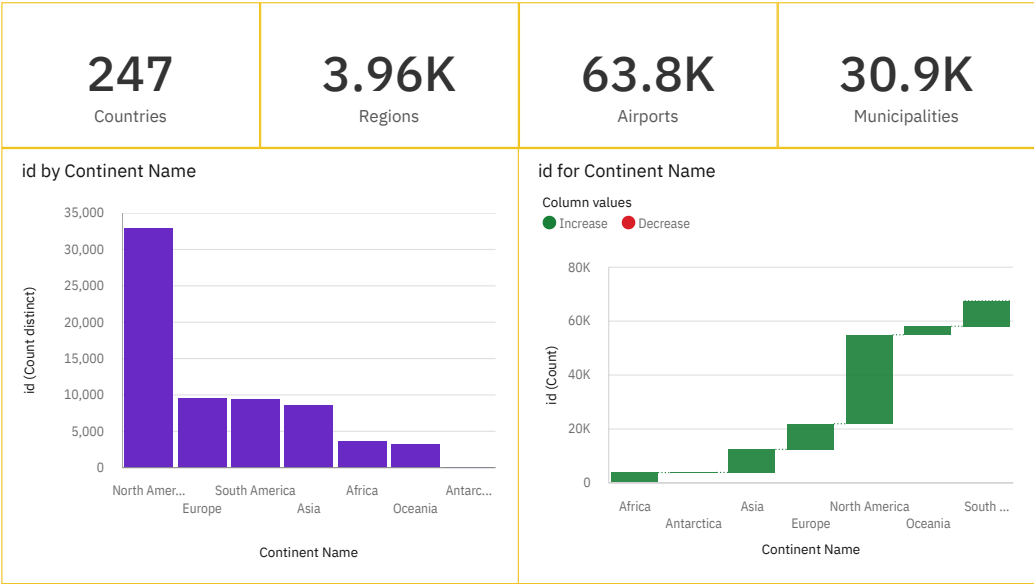 247
Countries
3.96K
Regions
63.8K
Airports
30.9K
Municipalities
id by Continent Name
35,000
30,000
25,000
20,000
15,000
10,000
5,000
0
id (Count distinct)
North Amer...
Europe
South America
Asia
Africa
Oceania
Antarc...
Continent Name
id for Continent Name
Column values
Increase
Decrease
80K
60K
40K
20K
0
id (Count)
Africa
Antarctica
Asia
Europe
North America
Oceania
South ...
Continent Name